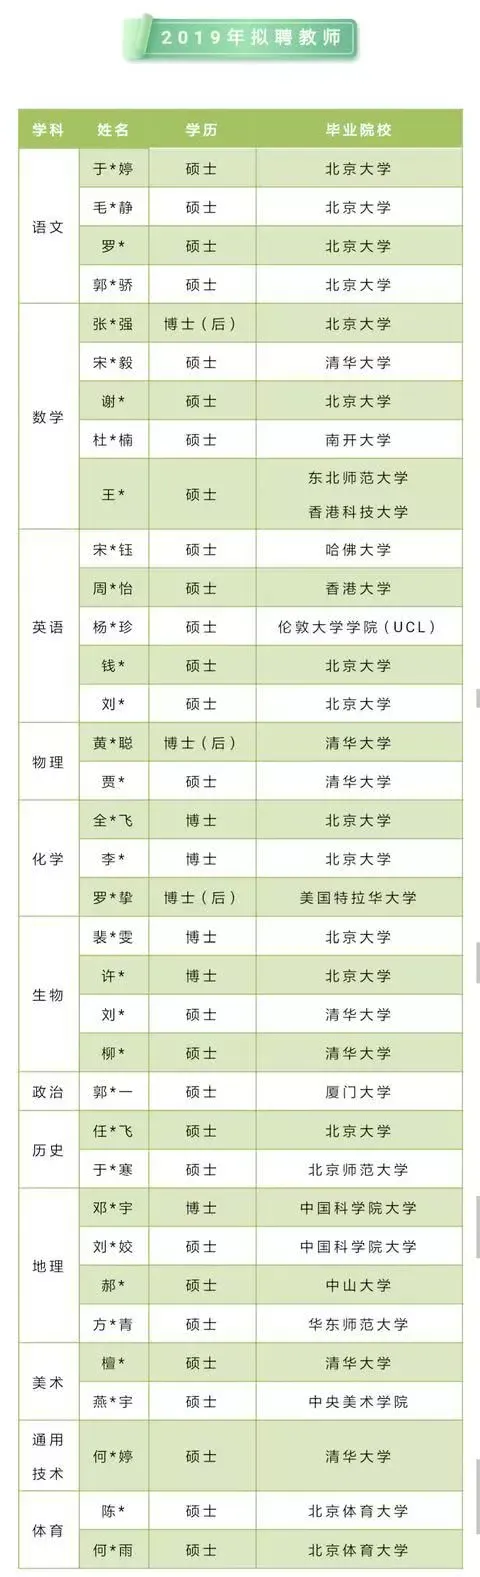 2019年拟聘教师
学科 姓名 学历 毕业院校
语文
于*婷 硕士 北京大学
毛*静 硕士 北京大学
罗* 硕士 北京大学
郭*骄 硕士 北京大学
数学
张*强 博士（后） 北京大学
宋*毅 硕士 清华大学
谢* 硕士 北京大学
杜*楠 硕士 南开大学
王* 硕士 东北师范大学
香港科技大学
英语
宋*钰 硕士 哈佛大学
周*怡 硕士 香港大学
杨*珍 硕士 伦敦大学学院（UCL）
钱* 硕士 北京大学
刘* 硕士 北京大学
物理
黄*聪 博士（后） 清华大学
贾* 硕士 清华大学
化学
全*飞 博士 北京大学
李* 博士 北京大学
罗*挚 博士（后） 美国特拉华大学
生物
裴*雯 博士 北京大学
许* 博士 北京大学
刘* 硕士 清华大学
柳* 硕士 清华大学
政治 郭*一 硕士 厦门大学
历史
任*飞 硕士 北京大学
于*寒 硕士 北京师范大学
地理
邓*宇 博士 中国科学院大学
刘*姣 硕士 中国科学院大学
郝* 硕士 中山大学
方*青 硕士 华东师范大学
美术
檀* 硕士 清华大学
燕*宇 硕士 中央美术学院
通用
技术
何*婷 硕士 清华大学
体育
陈* 硕士 北京体育大学
何*雨 硕士 北京体育大学